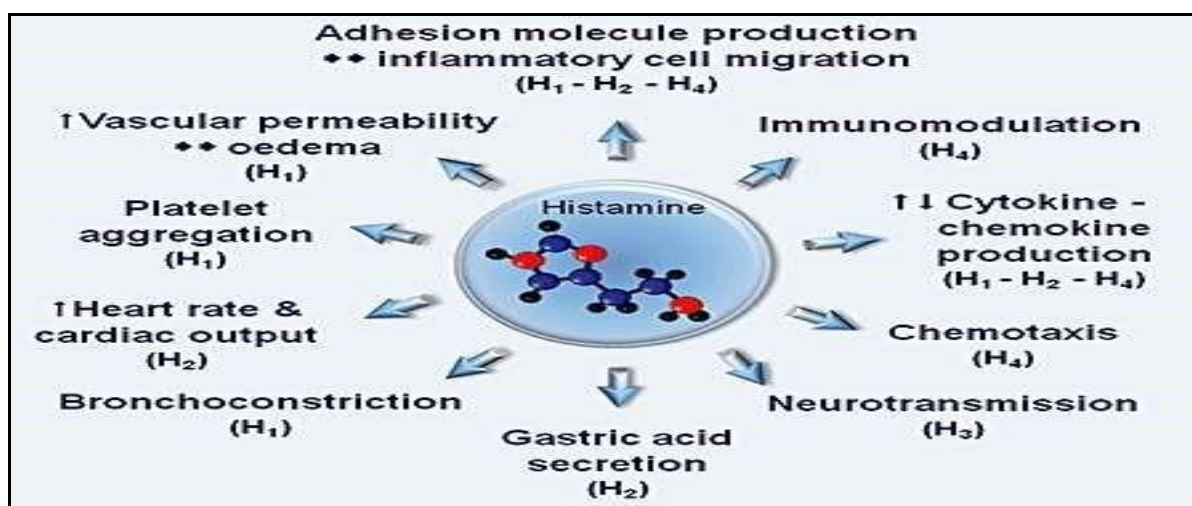 Adhesion molecule production
◆◆ inflammatory cell migration
(H₁ - H₂ - H₄)
↑Vascular permeability
◆◆ oedema
(H₁)
Immunomodulation
(H₄)
Platelet
aggregation
(H₁)
Histamine
↑↓ Cytokine -
chemokine
production
(H₁ - H₂ - H₄)
↑Heart rate &
cardiac output
(H₂)
Chemotaxis
(H₄)
Bronchoconstriction
(H₁)
Gastric acid
secretion
(H₂)
Neurotransmission
(H₃)